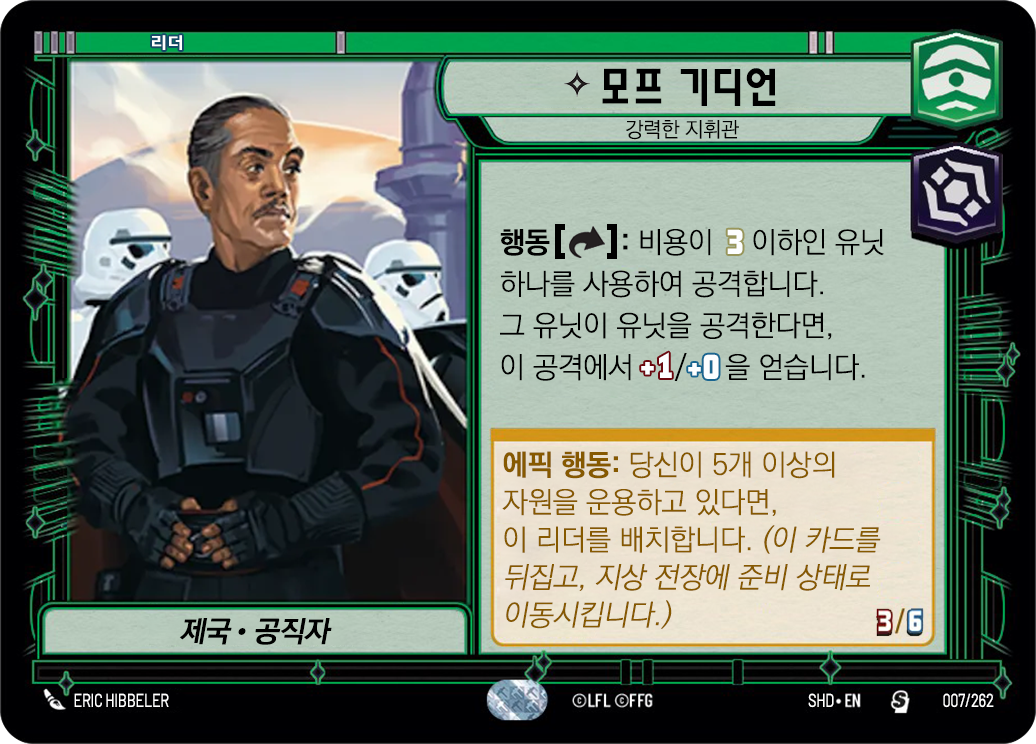 리더
모프 기디언
강력한 지휘관
행동[]: 비용이 3 이하인 유닛
하나를 사용하여 공격합니다.
그 유닛이 유닛을 공격한다면,
이 공격에서 +1/+0 을 얻습니다.
에픽 행동: 당신이 5개 이상의
자원을 운용하고 있다면,
이 리더를 배치합니다. (이 카드를
뒤집고, 지상 전장에 준비 상태로
이동시킵니다.)
3/6
제국 • 공직자
ERIC HIBBELER
©LFL ©FFG
SHD • EN
S
007/262